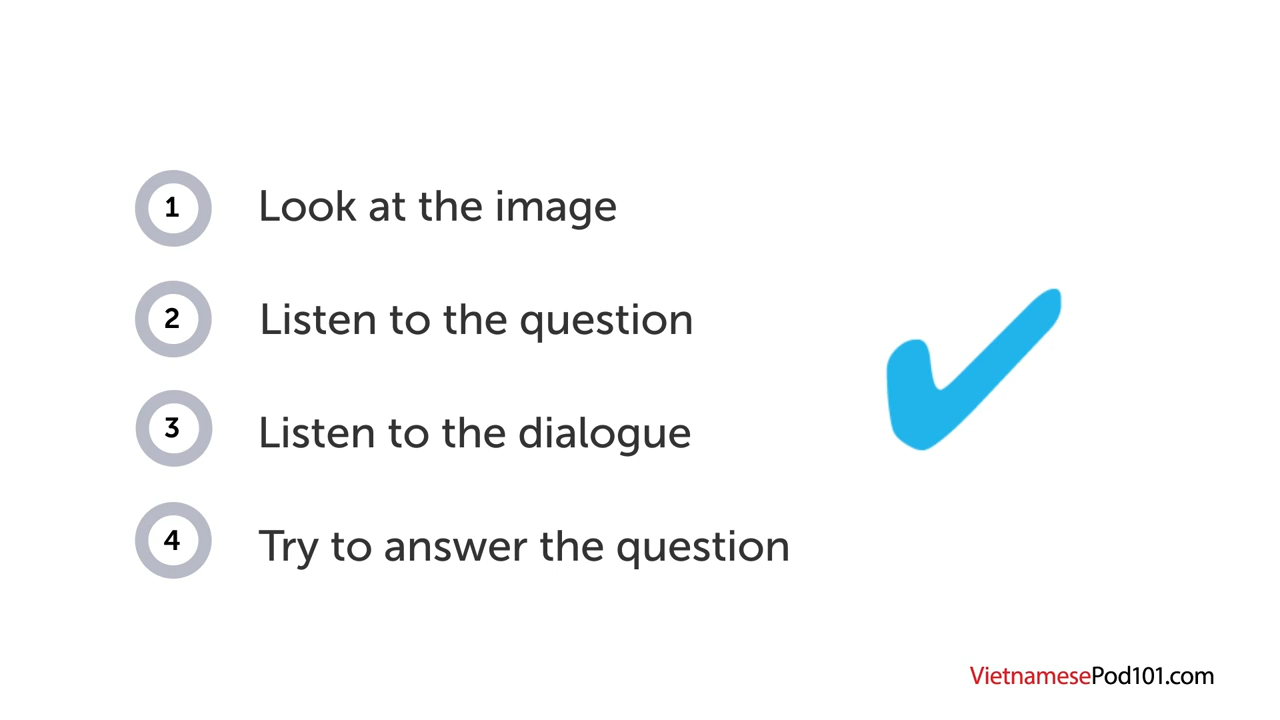 1 Look at the image
2 Listen to the question
3 Listen to the dialogue
4 Try to answer the question
VietnamesePod101.com